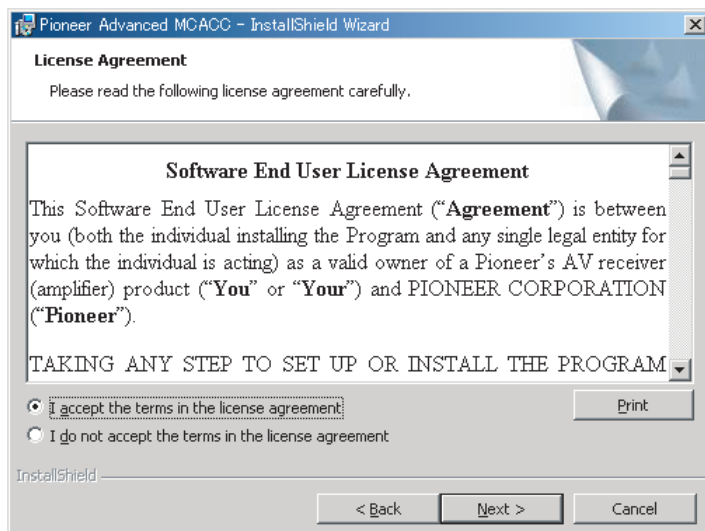 Pioneer Advanced MCACC - InstallShield Wizard
License Agreement
Please read the following license agreement carefully.
Software End User License Agreement
This Software End User License Agreement (“Agreement”) is between
you (both the individual installing the Program and any single legal entity for
which the individual is acting) as a valid owner of a Pioneer’s AV receiver
(amplifier) product (“You” or “Your”) and PIONEER CORPORATION
(“Pioneer”).
TAKING ANY STEP TO SET UP OR INSTALL THE PROGRAM
I accept the terms in the license agreement
Print
I do not accept the terms in the license agreement
InstallShield
< Back
Next >
Cancel